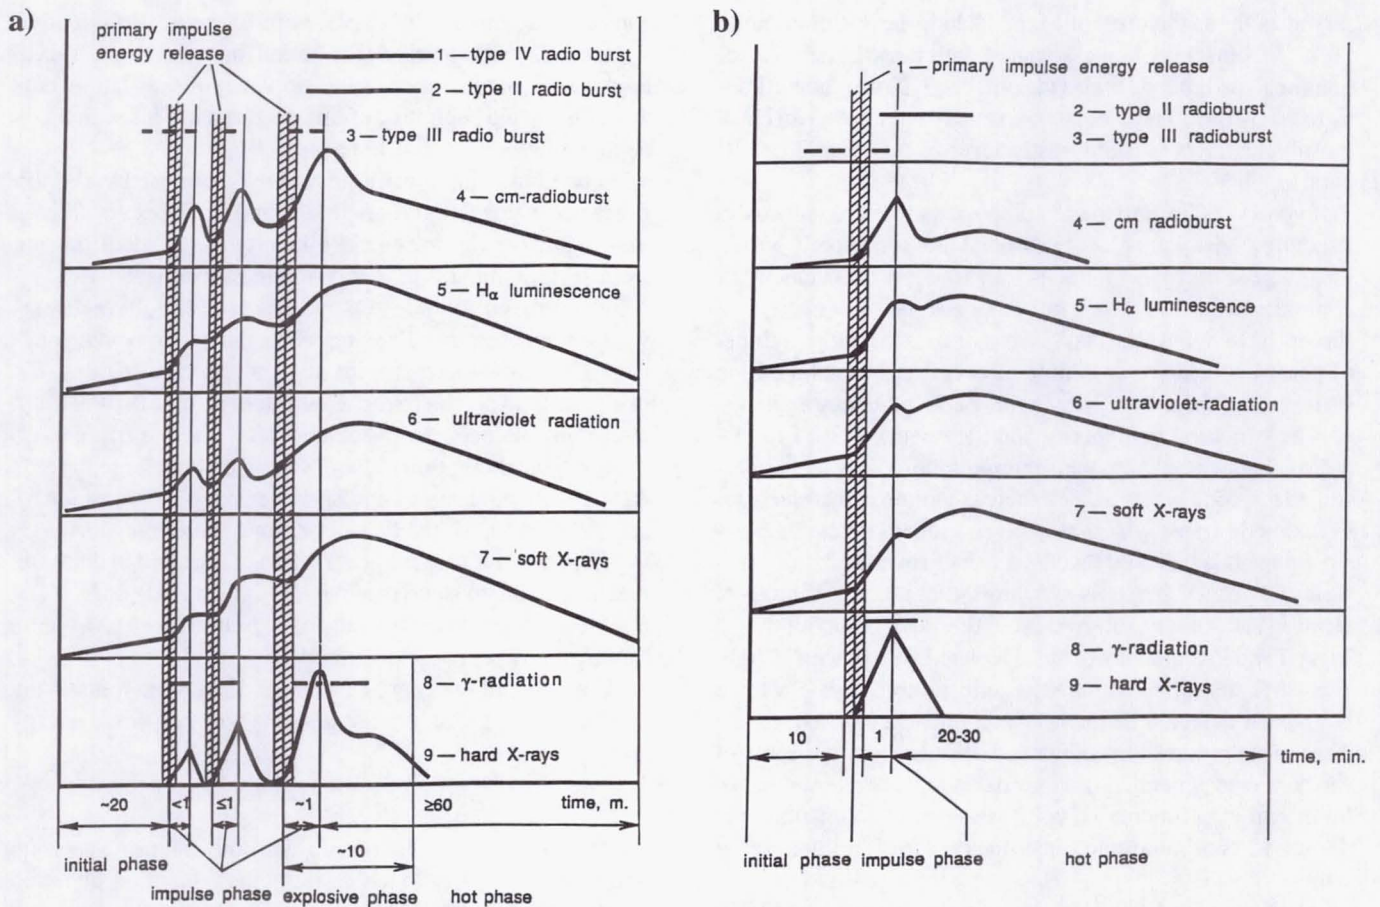 a)
primary impulse
energy release
1 — type IV radio burst
2 — type II radio burst
3 — type III radio burst
4 — cm-radioburst
5 — Hα luminescence
6 — ultraviolet radiation
7 — soft X-rays
8 — γ-radiation
9 — hard X-rays
~20
<1
≤1
~1
≥60
time, m.
~10
initial phase
impulse phase
explosive phase
hot phase
b)
1 — primary impulse energy release
2 — type II radioburst
3 — type III radioburst
4 — cm radioburst
5 — Hα luminescence
6 — ultraviolet radiation
7 — soft X-rays
8 — γ-radiation
9 — hard X-rays
10
1
20-30
time, min.
initial phase
impulse phase
hot phase